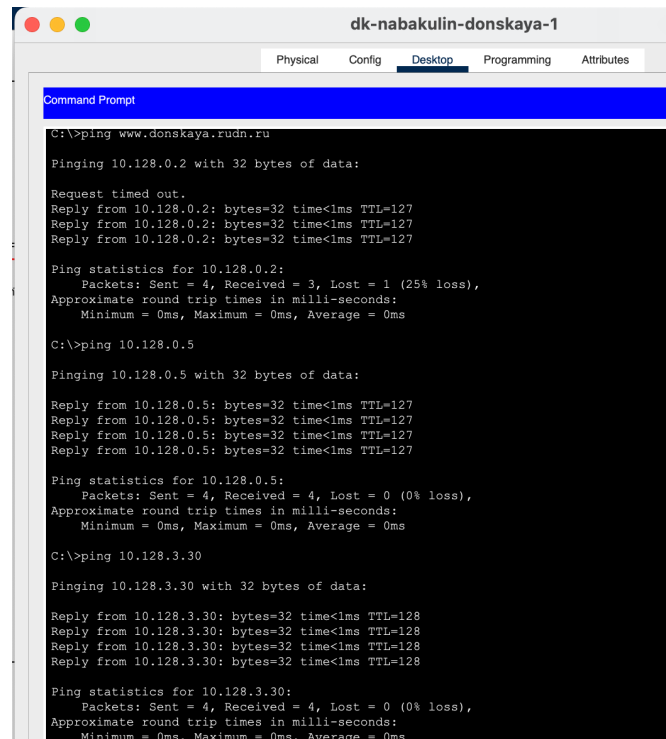 dk-nabakulin-donskaya-1
Physical Config Desktop Programming Attributes
Command Prompt
C:\>ping www.donskaya.rudn.ru
Pinging 10.128.0.2 with 32 bytes of data:
Request timed out.
Reply from 10.128.0.2: bytes=32 time<1ms TTL=127
Reply from 10.128.0.2: bytes=32 time<1ms TTL=127
Reply from 10.128.0.2: bytes=32 time<1ms TTL=127
Ping statistics for 10.128.0.2:
Packets: Sent = 4, Received = 3, Lost = 1 (25% loss),
Approximate round trip times in milli-seconds:
Minimum = 0ms, Maximum = 0ms, Average = 0ms
C:\>ping 10.128.0.5
Pinging 10.128.0.5 with 32 bytes of data:
Reply from 10.128.0.5: bytes=32 time<1ms TTL=127
Reply from 10.128.0.5: bytes=32 time<1ms TTL=127
Reply from 10.128.0.5: bytes=32 time<1ms TTL=127
Reply from 10.128.0.5: bytes=32 time<1ms TTL=127
Ping statistics for 10.128.0.5:
Packets: Sent = 4, Received = 4, Lost = 0 (0% loss),
Approximate round trip times in milli-seconds:
Minimum = 0ms, Maximum = 0ms, Average = 0ms
C:\>ping 10.128.3.30
Pinging 10.128.3.30 with 32 bytes of data:
Reply from 10.128.3.30: bytes=32 time<1ms TTL=128
Reply from 10.128.3.30: bytes=32 time<1ms TTL=128
Reply from 10.128.3.30: bytes=32 time<1ms TTL=128
Reply from 10.128.3.30: bytes=32 time<1ms TTL=128
Ping statistics for 10.128.3.30:
Packets: Sent = 4, Received = 4, Lost = 0 (0% loss),
Approximate round trip times in milli-seconds:
Minimum = 0ms, Maximum = 0ms, Average = 0ms